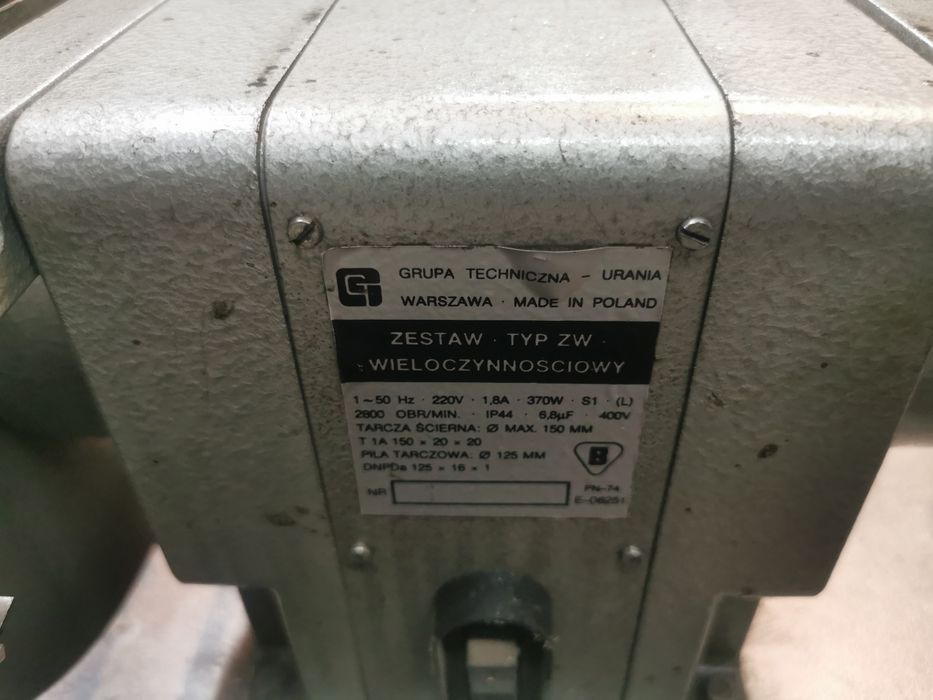 GT
GRUPA TECHNICZNA - URANIA
WARSZAWA · MADE IN POLAND
ZESTAW · TYP ZW ·
· WIELOCZYNNOSCIOWY
1~50 Hz · 220V · 1,8A · 370W · S1 · (L)
2800 OBR/MIN. · IP44 · 6,8µF · 400V
TARCZA ŚCIERNA: Ø MAX. 150 MM
T 1A 150 × 20 × 20
PIŁA TARCZOWA: Ø 125 MM
DNPDa 125 × 16 × 1
B
NR
PN-74
E-06251